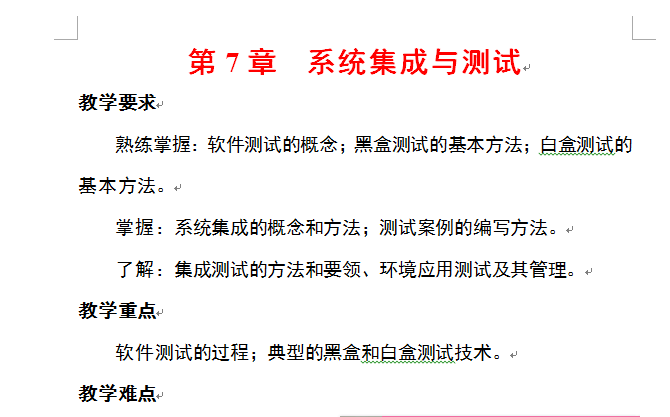 第 7 章　系统集成与测试
教学要求
熟练掌握：软件测试的概念；黑盒测试的基本方法；白盒测试的
基本方法。
掌握：系统集成的概念和方法；测试案例的编写方法。
了解：集成测试的方法和要领、环境应用测试及其管理。
教学重点
软件测试的过程；典型的黑盒和白盒测试技术。
教学难点